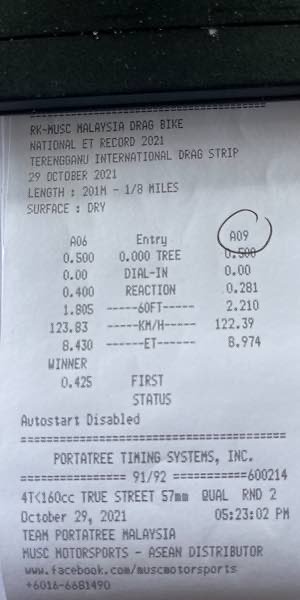 RK-MUSC MALAYSIA DRAG BIKE
NATIONAL ET RECORD 2021
TERENGGANU INTERNATIONAL DRAG STRIP
29 OCTOBER 2021
LENGTH : 201M - 1/8 MILES
SURFACE : DRY
A06 Entry A09
0.500 0.000 TREE 0.500
0.00 DIAL-IN 0.00
0.400 REACTION 0.281
1.805 -----60FT----- 2.210
123.83 -----KM/H----- 122.39
8.430 ------ET------ 8.974
WINNER
0.425 FIRST
STATUS
Autostart Disabled
PORTATREE TIMING SYSTEMS, INC.
=============== 91/92 ===========600214
4T<160cc TRUE STREET 57mm QUAL RND 2
October 29, 2021 05:23:02 PM
TEAM PORTATREE MALAYSIA
MUSC MOTORSPORTS - ASEAN DISTRIBUTOR
www.facebook.com/muscmotorsports
+6016-6681490